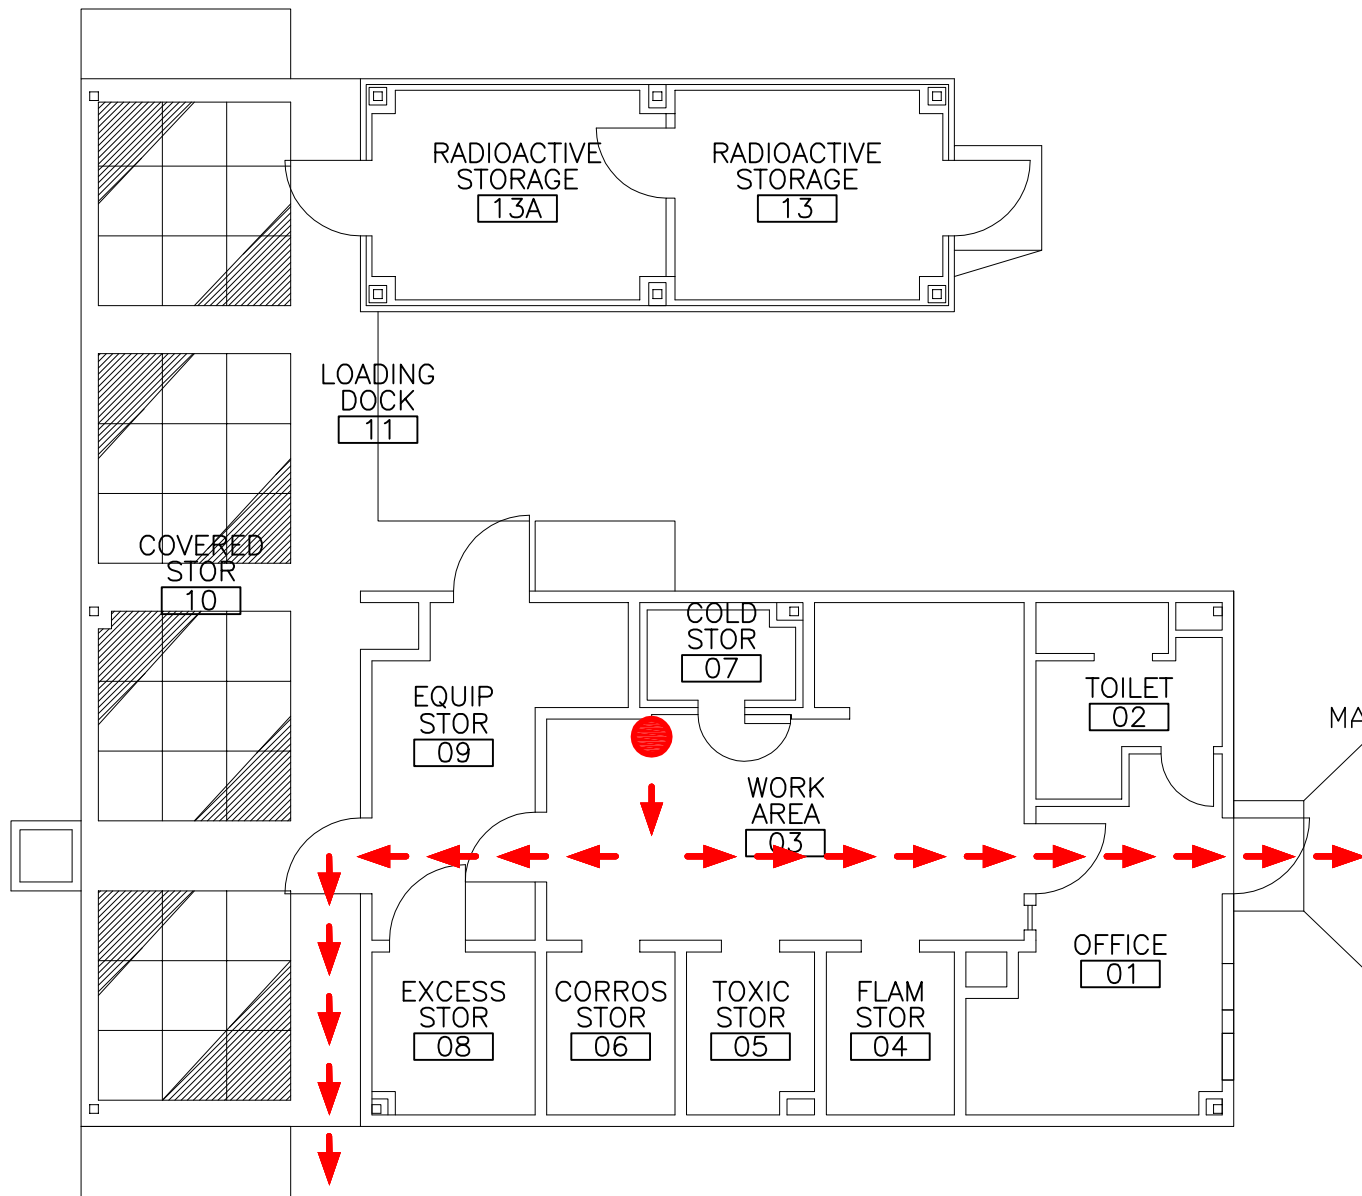 RADIOACTIVE
STORAGE
13A
RADIOACTIVE
STORAGE
13
LOADING
DOCK
11
COVERED
STOR
10
COLD
STOR
07
EQUIP
STOR
09
TOILET
02
MA
WORK
AREA
03
OFFICE
01
EXCESS
STOR
08
CORROS
STOR
06
TOXIC
STOR
05
FLAM
STOR
04